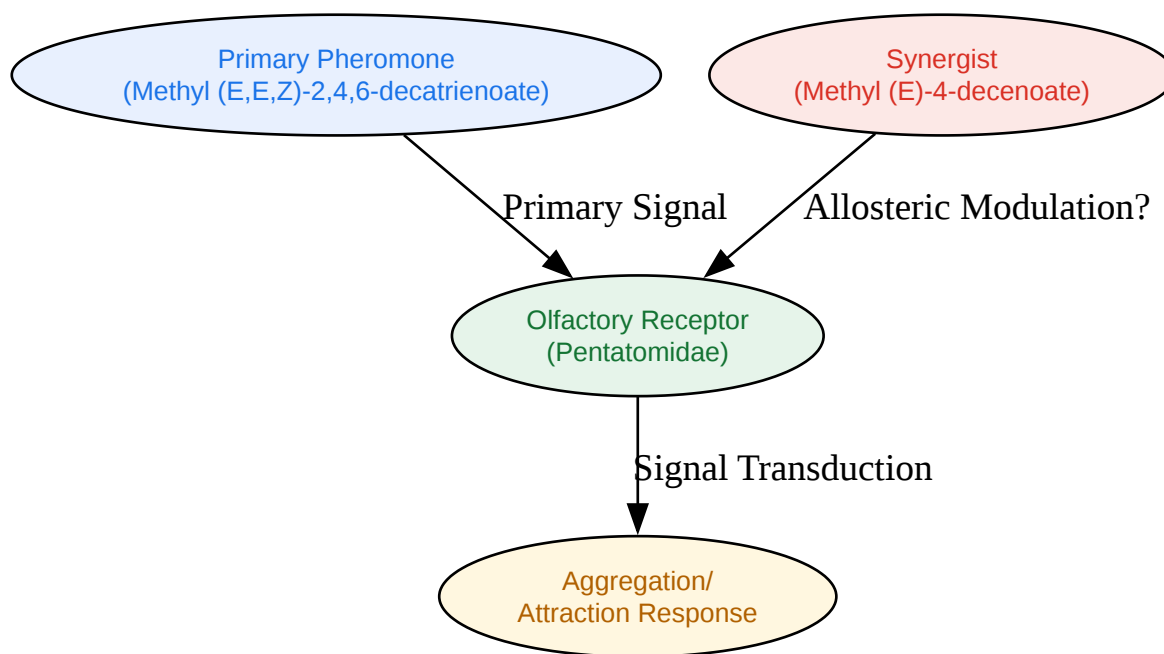 Primary Pheromone
(Methyl (E,E,Z)-2,4,6-decatrienoate)
Synergist
(Methyl (E)-4-decenoate)
Primary Signal
Allosteric Modulation?
Olfactory Receptor
(Pentatomidae)
Signal Transduction
Aggregation/
Attraction Response